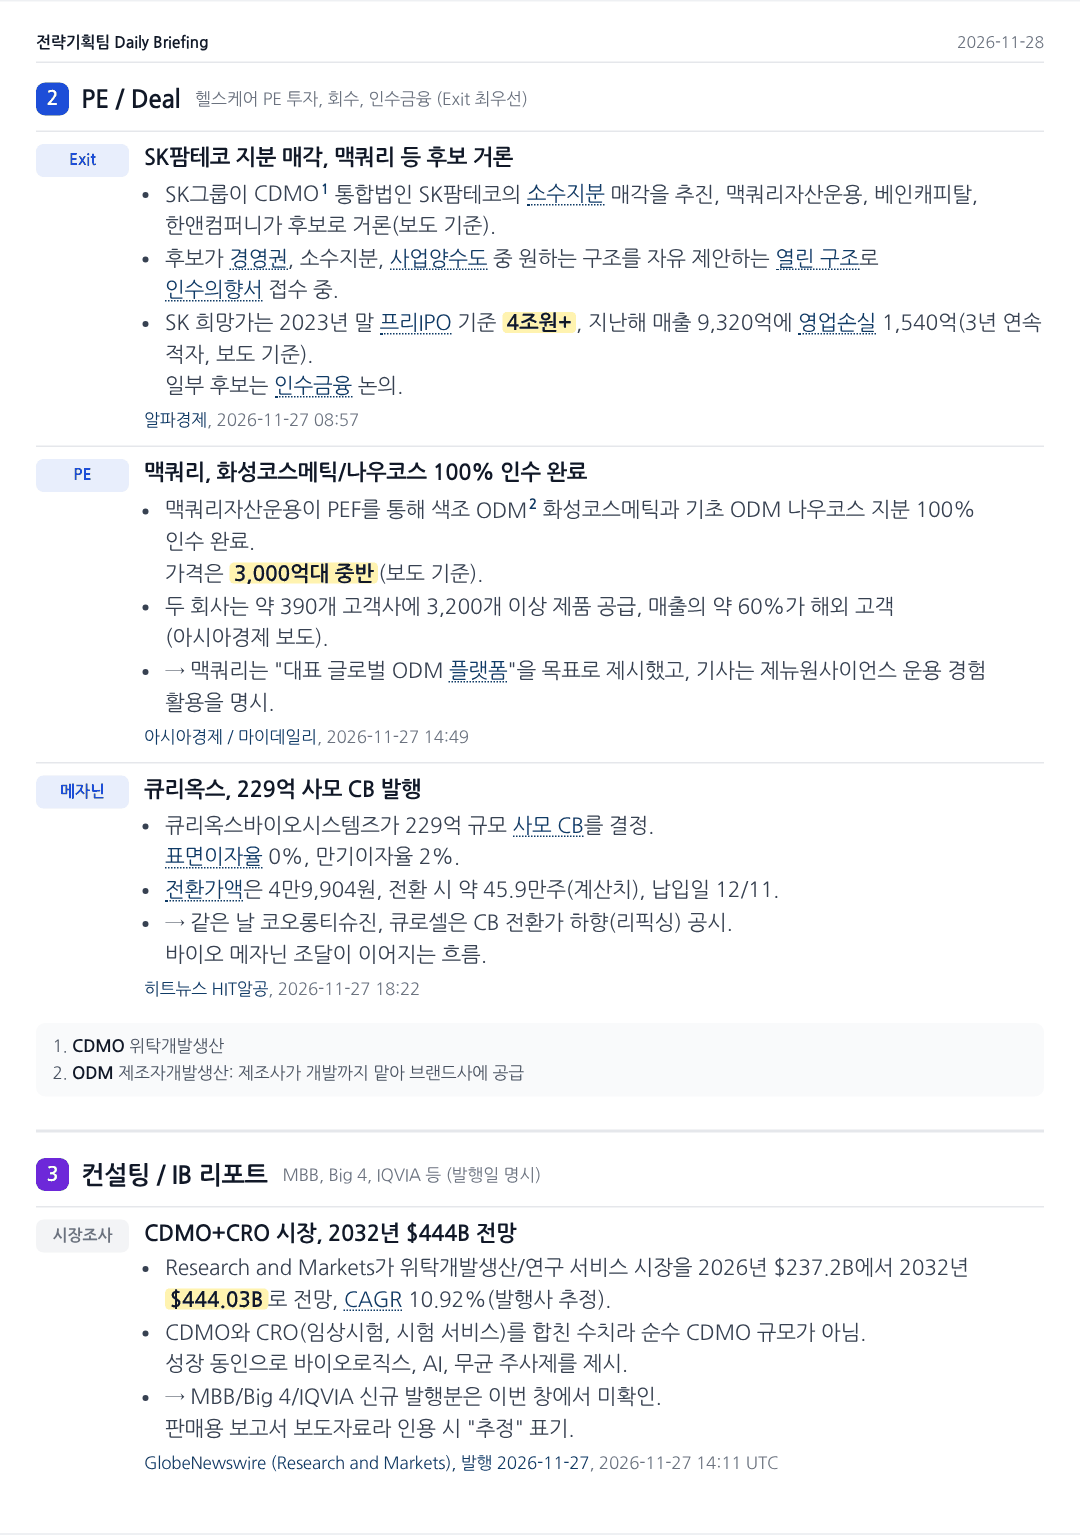 전략기획팀 Daily Briefing 2026-11-28
2 PE / Deal 헬스케어 PE 투자, 회수, 인수금융 (Exit 최우선)
Exit SK팜테코 지분 매각, 맥쿼리 등 후보 거론
• SK그룹이 CDMO¹ 통합법인 SK팜테코의 소수지분 매각을 추진, 맥쿼리자산운용, 베인캐피탈,
한앤컴퍼니가 후보로 거론(보도 기준).
• 후보가 경영권, 소수지분, 사업양수도 중 원하는 구조를 자유 제안하는 열린 구조로
인수의향서 접수 중.
• SK 희망가는 2023년 말 프리IPO 기준 4조원+, 지난해 매출 9,320억에 영업손실 1,540억(3년 연속
적자, 보도 기준).
일부 후보는 인수금융 논의.
알파경제, 2026-11-27 08:57
PE 맥쿼리, 화성코스메틱/나우코스 100% 인수 완료
• 맥쿼리자산운용이 PEF를 통해 색조 ODM² 화성코스메틱과 기초 ODM 나우코스 지분 100%
인수 완료.
가격은 3,000억대 중반(보도 기준).
• 두 회사는 약 390개 고객사에 3,200개 이상 제품 공급, 매출의 약 60%가 해외 고객
(아시아경제 보도).
• → 맥쿼리는 "대표 글로벌 ODM 플랫폼"을 목표로 제시했고, 기사는 제뉴원사이언스 운용 경험
활용을 명시.
아시아경제 / 마이데일리, 2026-11-27 14:49
메자닌 큐리옥스, 229억 사모 CB 발행
• 큐리옥스바이오시스템즈가 229억 규모 사모 CB를 결정.
표면이자율 0%, 만기이자율 2%.
• 전환가액은 4만9,904원, 전환 시 약 45.9만주(계산치), 납입일 12/11.
• → 같은 날 코오롱티슈진, 큐로셀은 CB 전환가 하향(리픽싱) 공시.
바이오 메자닌 조달이 이어지는 흐름.
히트뉴스 HIT알공, 2026-11-27 18:22
1. CDMO 위탁개발생산
2. ODM 제조자개발생산: 제조사가 개발까지 맡아 브랜드사에 공급
3 컨설팅 / IB 리포트 MBB, Big 4, IQVIA 등 (발행일 명시)
시장조사 CDMO+CRO 시장, 2032년 $444B 전망
• Research and Markets가 위탁개발생산/연구 서비스 시장을 2026년 $237.2B에서 2032년
$444.03B로 전망, CAGR 10.92%(발행사 추정).
• CDMO와 CRO(임상시험, 시험 서비스)를 합친 수치라 순수 CDMO 규모가 아님.
성장 동인으로 바이오로직스, AI, 무균 주사제를 제시.
• → MBB/Big 4/IQVIA 신규 발행분은 이번 창에서 미확인.
판매용 보고서 보도자료라 인용 시 "추정" 표기.
GlobeNewswire (Research and Markets), 발행 2026-11-27, 2026-11-27 14:11 UTC